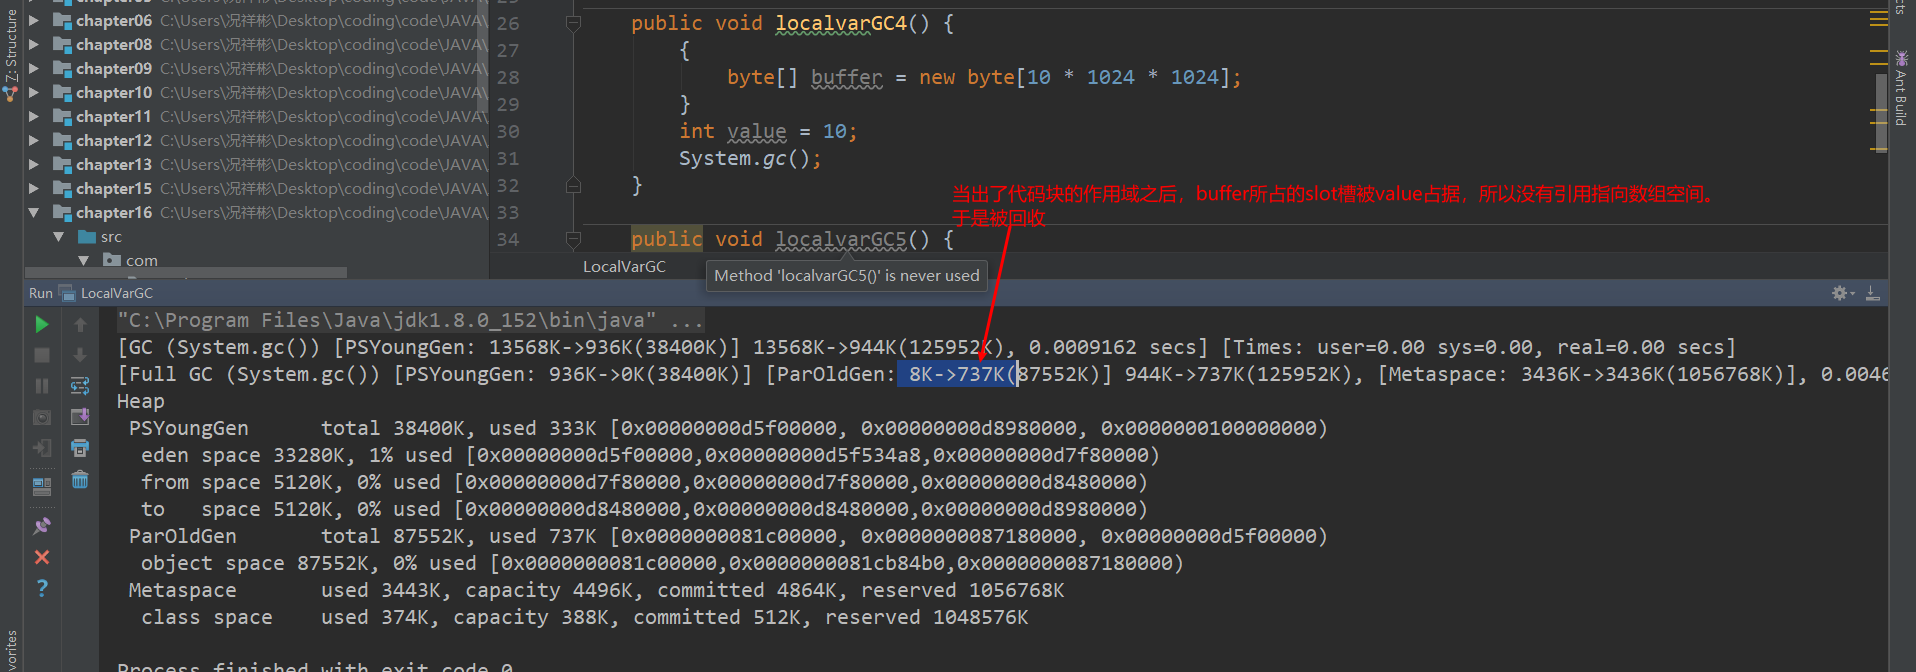 Z: Structure
chapter06 C:\Users\况祥彬\Desktop\coding\code\JAVA\
chapter08 C:\Users\况祥彬\Desktop\coding\code\JAVA\
chapter09 C:\Users\况祥彬\Desktop\coding\code\JAVA\
chapter10 C:\Users\况祥彬\Desktop\coding\code\JAVA\
chapter11 C:\Users\况祥彬\Desktop\coding\code\JAVA\
chapter12 C:\Users\况祥彬\Desktop\coding\code\JAVA\
chapter13 C:\Users\况祥彬\Desktop\coding\code\JAVA\
chapter15 C:\Users\况祥彬\Desktop\coding\code\JAVA\
chapter16 C:\Users\况祥彬\Desktop\coding\code\JAVA\
src
com
26 public void localvarGC4() {
27 {
28 byte[] buffer = new byte[10 * 1024 * 1024];
29 }
30 int value = 10;
31 System.gc();
32 }
当出了代码块的作用域之后，buffer所占的slot槽被value占据，所以没有引用指向数组空间。
于是被回收
33
34 public void localvarGC5() {
LocalVarGC
Method 'localvarGC5()' is never used
Ant Build
Run LocalVarGC
"C:\Program Files\Java\jdk1.8.0_152\bin\java" ...
[GC (System.gc()) [PSYoungGen: 13568K->936K(38400K)] 13568K->944K(125952K), 0.0009162 secs] [Times: user=0.00 sys=0.00, real=0.00 secs]
[Full GC (System.gc()) [PSYoungGen: 936K->0K(38400K)] [ParOldGen: 8K->737K(87552K)] 944K->737K(125952K), [Metaspace: 3436K->3436K(1056768K)], 0.0046
Heap
PSYoungGen total 38400K, used 333K [0x00000000d5f00000, 0x00000000d8980000, 0x0000000100000000)
eden space 33280K, 1% used [0x00000000d5f00000,0x00000000d5f534a8,0x00000000d7f80000)
from space 5120K, 0% used [0x00000000d7f80000,0x00000000d7f80000,0x00000000d8480000)
to space 5120K, 0% used [0x00000000d8480000,0x00000000d8480000,0x00000000d8980000)
ParOldGen total 87552K, used 737K [0x0000000081c00000, 0x0000000087180000, 0x00000000d5f00000)
object space 87552K, 0% used [0x0000000081c00000,0x0000000081cb84b0,0x0000000087180000)
Metaspace used 3443K, capacity 4496K, committed 4864K, reserved 1056768K
class space used 374K, capacity 388K, committed 512K, reserved 1048576K
Process finished with exit code 0